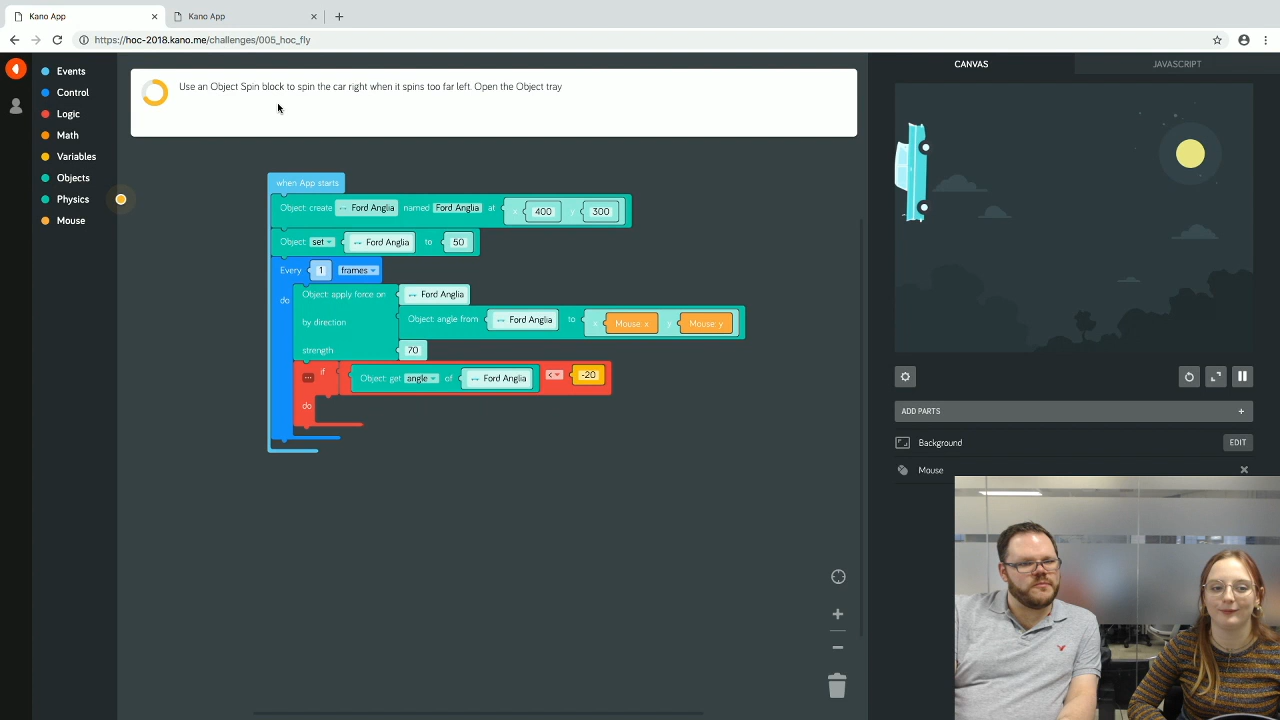 Kano App
Kano App
https://hoc-2018.kano.me/challenges/005_hoc_fly
Events
Control
Logic
Math
Variables
Objects
Physics
Mouse
Use an Object Spin block to spin the car right when it spins too far left. Open the Object tray
when App starts
Object: create Ford Anglia named Ford Anglia at x 400 y 300
Object: set Ford Anglia to 50
Every 1 frames
do
Object: apply force on Ford Anglia
by direction Object: angle from Ford Anglia to x Mouse x y Mouse y
strength 70
if Object: get angle of Ford Anglia < -20
do
CANVAS
JAVASCRIPT
ADD PARTS +
Background EDIT
Mouse